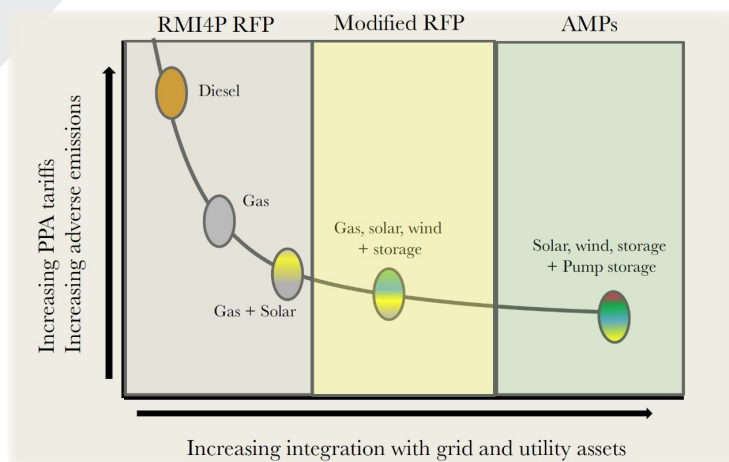 RMI4P RFP
Modified RFP
AMPs
Increasing PPA tariffs
Increasing adverse emissions
Diesel
Gas
Gas + Solar
Gas, solar, wind
+ storage
Solar, wind, storage
+ Pump storage
Increasing integration with grid and utility assets